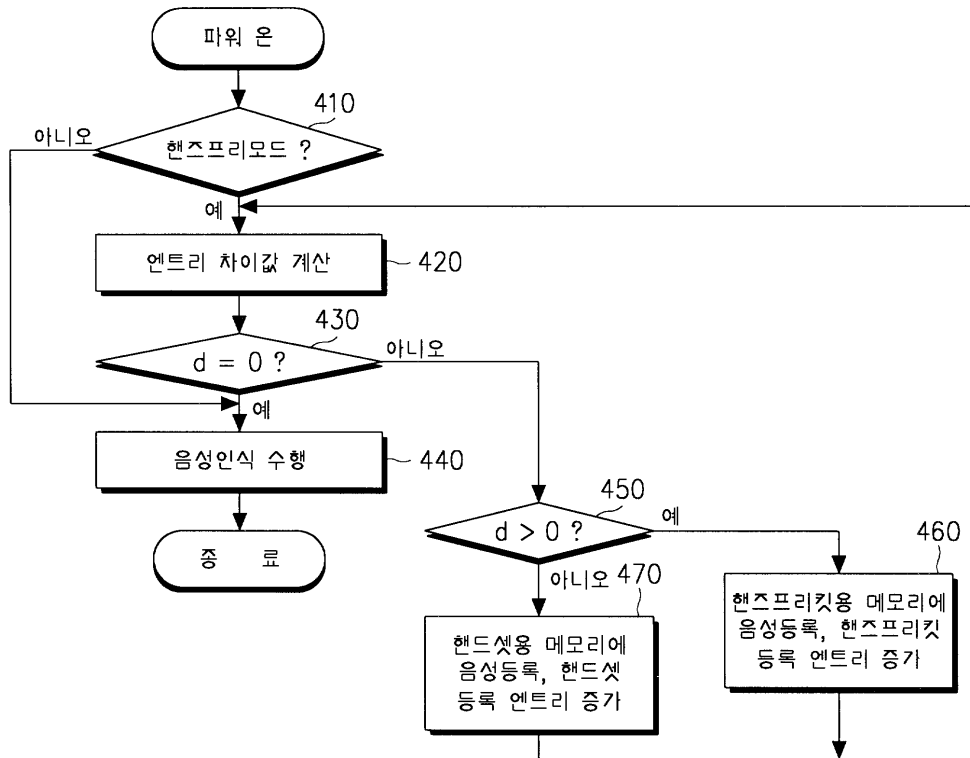 파워 온
410
아니오
핸즈프리모드 ?
예
엔트리 차이값 계산
420
430
d = 0 ?
아니오
예
음성인식 수행
440
종 료
450
d > 0 ?
예
아니오
460
핸즈프리킷용 메모리에
음성등록, 핸즈프리킷
등록 엔트리 증가
470
핸드셋용 메모리에
음성등록, 핸드셋
등록 엔트리 증가